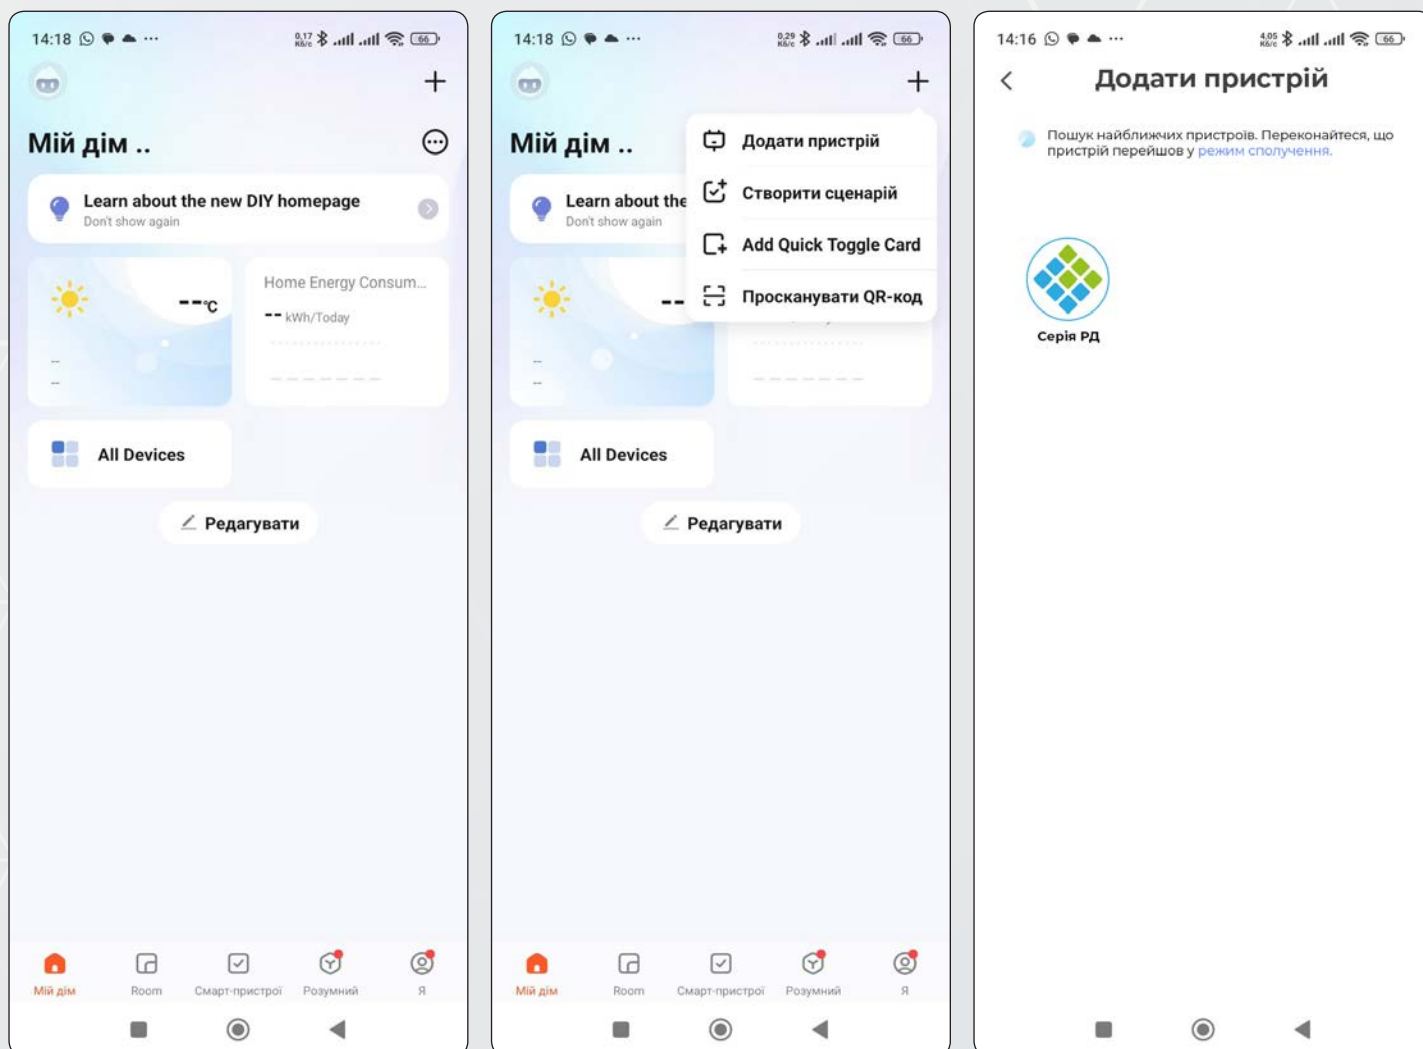 14:18
0,17
Кб/с
66
Мій дім ..
Learn about the new DIY homepage
Don't show again
--°C
--
--
Home Energy Consum...
-- kWh/Today
All Devices
Редагувати
Мій дім
Room
Смарт-пристрої
Розумний
Я
14:18
0,29
Кб/с
66
Мій дім ..
Додати пристрій
Створити сценарій
Add Quick Toggle Card
Просканувати QR-код
Learn about the
Don't show again
--
--
--
All Devices
Редагувати
Мій дім
Room
Смарт-пристрої
Розумний
Я
14:16
4,05
Кб/с
66
Додати пристрій
Пошук найближчих пристроїв. Переконайтеся, що
пристрій перейшов у режим сполучення.
Серія РД